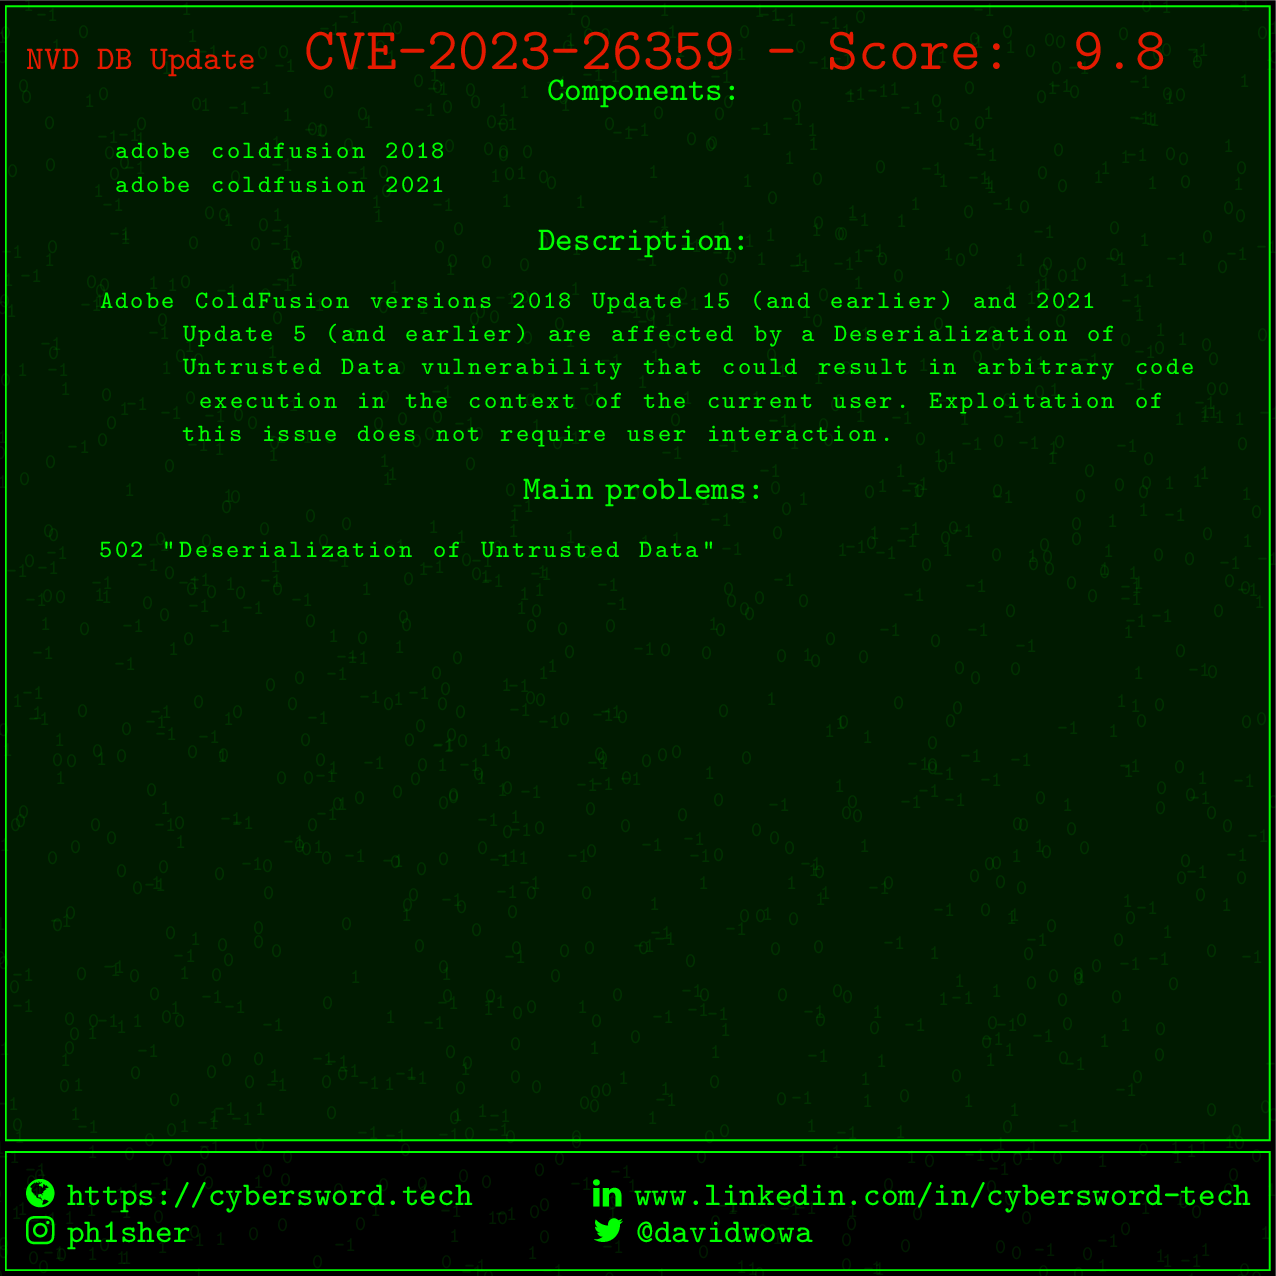 NVD DB Update CVE-2023-26359 - Score: 9.8
Components:
adobe coldfusion 2018
adobe coldfusion 2021
Description:
Adobe ColdFusion versions 2018 Update 15 (and earlier) and 2021
Update 5 (and earlier) are affected by a Deserialization of
Untrusted Data vulnerability that could result in arbitrary code
execution in the context of the current user. Exploitation of
this issue does not require user interaction.
Main problems:
502 "Deserialization of Untrusted Data"
https://cybersword.tech
www.linkedin.com/in/cybersword-tech
ph1sher
@davidwowa